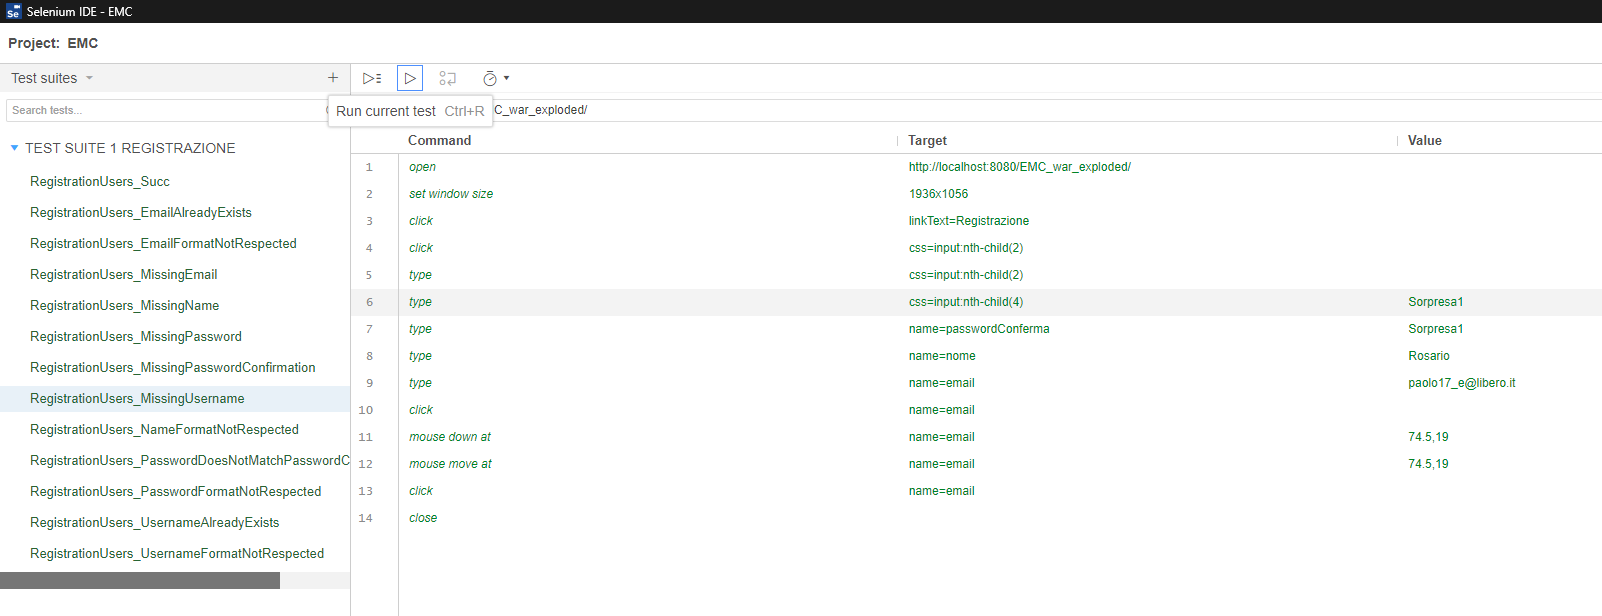 Selenium IDE - EMC
Project: EMC
Test suites
Search tests...
Run current test Ctrl+R
C_war_exploded/
TEST SUITE 1 REGISTRAZIONE
RegistrationUsers_Succ
RegistrationUsers_EmailAlreadyExists
RegistrationUsers_EmailFormatNotRespected
RegistrationUsers_MissingEmail
RegistrationUsers_MissingName
RegistrationUsers_MissingPassword
RegistrationUsers_MissingPasswordConfirmation
RegistrationUsers_MissingUsername
RegistrationUsers_NameFormatNotRespected
RegistrationUsers_PasswordDoesNotMatchPasswordC
RegistrationUsers_PasswordFormatNotRespected
RegistrationUsers_UsernameAlreadyExists
RegistrationUsers_UsernameFormatNotRespected
Command Target Value
1 open http://localhost:8080/EMC_war_exploded/
2 set window size 1936x1056
3 click linkText=Registrazione
4 click css=input:nth-child(2)
5 type css=input:nth-child(2)
6 type css=input:nth-child(4) Sorpresa1
7 type name=passwordConferma Sorpresa1
8 type name=nome Rosario
9 type name=email paolo17_e@libero.it
10 click name=email
11 mouse down at name=email 74.5,19
12 mouse move at name=email 74.5,19
13 click name=email
14 close